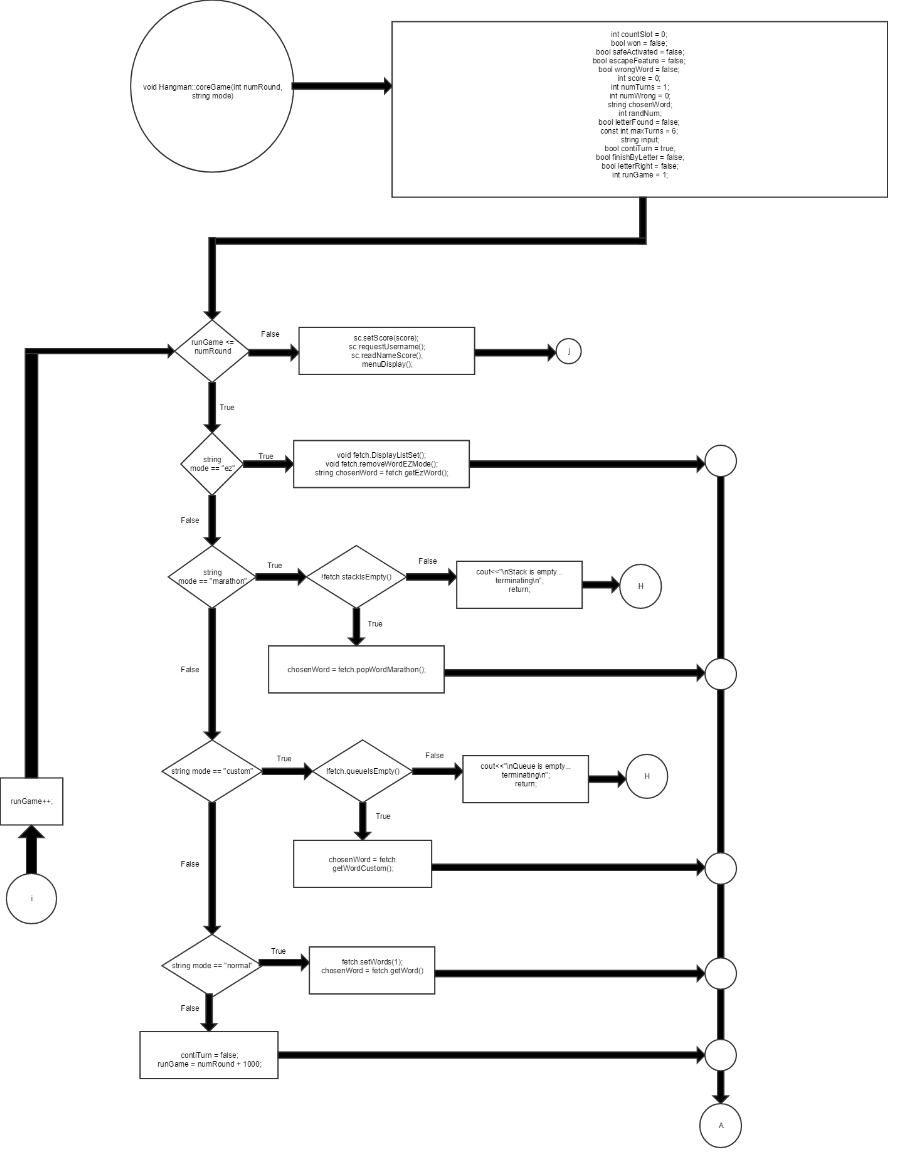 void Hangman::coreGame(int numRound,
string mode)
int countSlot = 0;
bool won = false;
bool safeActivated = false;
bool escapeFeature = false;
bool wrongWord = false;
int score = 0;
int numTurns = 1;
int numWrong = 0;
string chosenWord;
int randNum;
bool letterFound = false;
const int maxTurns = 6;
string input;
bool contiTurn = true;
bool finishByLetter = false;
bool letterRight = false;
int runGame = 1;
runGame <=
numRound
False
sc.setScore(score);
sc.requestUsername();
sc.readNameScore();
menuDisplay();
j
True
string
mode == "ez"
True
void fetch.DisplayListSet();
void fetch.removeWordEZMode();
string chosenWord = fetch.getEzWord();
False
string
mode == "marathon"
True
!fetch.stackIsEmpty()
False
cout<<"\nStack is empty...
terminating\n";
return;
H
True
chosenWord = fetch.popWordMarathon();
False
string mode == "custom"
True
!fetch.queueIsEmpty()
False
cout<<"\nQueue is empty...
terminating\n";
return;
H
True
chosenWord = fetch.
getWordCustom();
runGame++;
i
False
string mode == "normal"
True
fetch.setWords(1);
chosenWord = fetch.getWord()
False
contiTurn = false;
runGame = numRound + 1000;
A